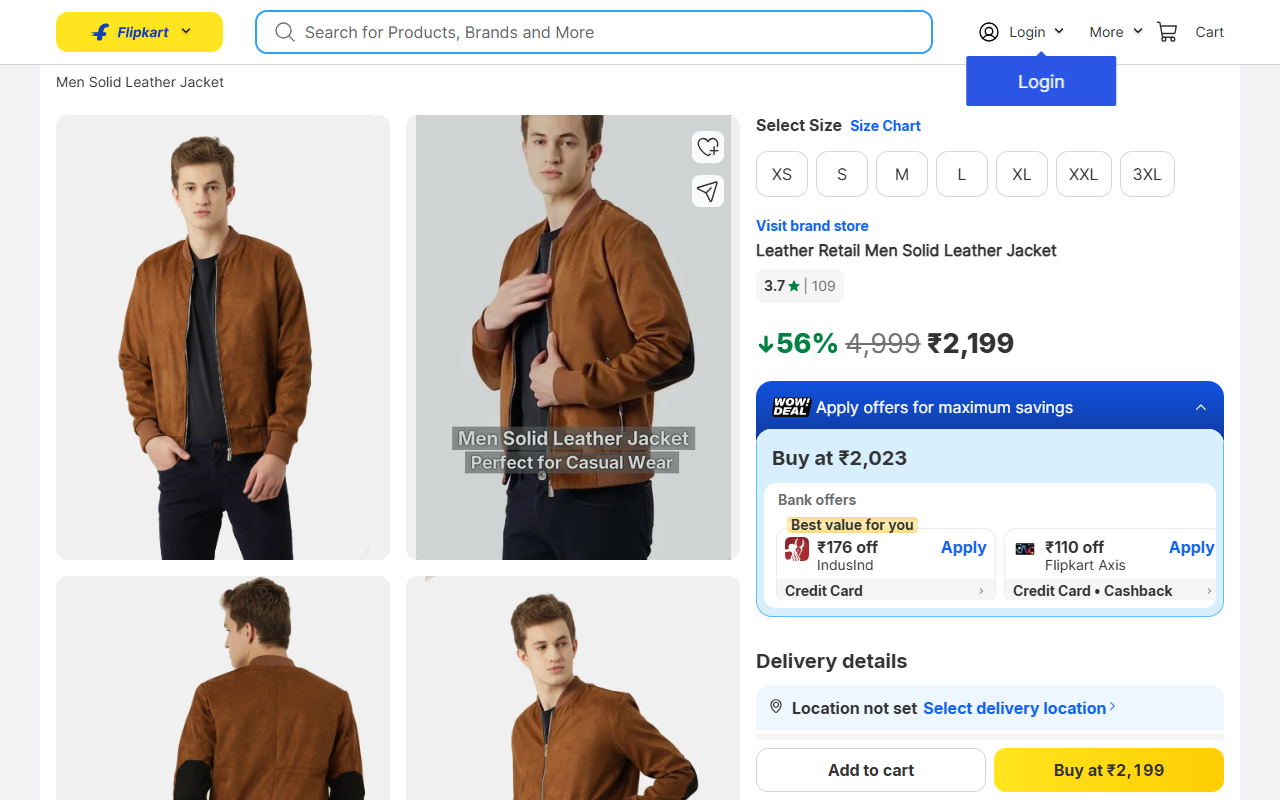 Flipkart
Search for Products, Brands and More
Login
More
Cart
Login
Men Solid Leather Jacket
Men Solid Leather Jacket
Perfect for Casual Wear
Select Size Size Chart
XS S M L XL XXL 3XL
Visit brand store
Leather Retail Men Solid Leather Jacket
3.7 | 109
56% 4,999 ₹2,199
WOW! DEAL Apply offers for maximum savings
Buy at ₹2,023
Bank offers
Best value for you
₹176 off Apply
IndusInd
Credit Card
₹110 off Apply
Flipkart Axis
Credit Card • Cashback
Delivery details
Location not set Select delivery location
Add to cart
Buy at ₹2,199